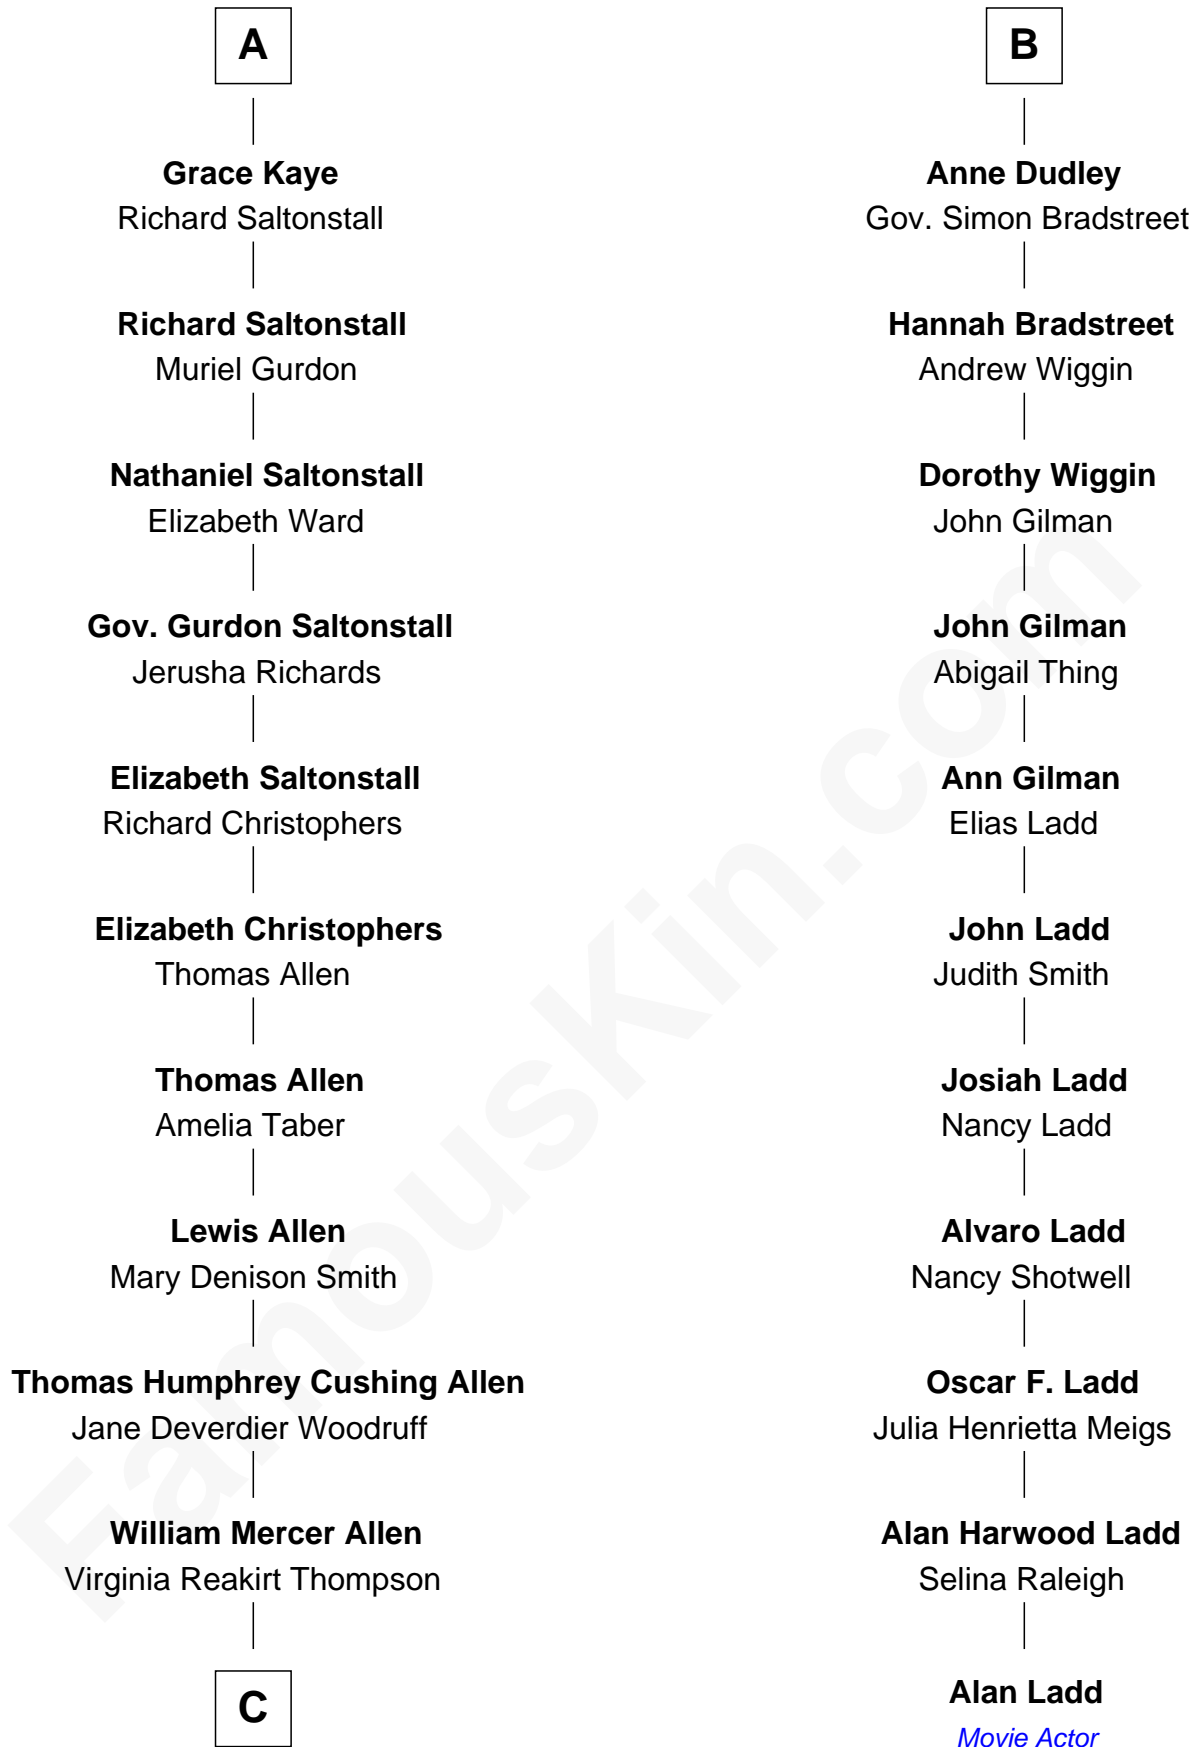 A
Grace Kaye
Richard Saltonstall
Richard Saltonstall
Muriel Gurdon
Nathaniel Saltonstall
Elizabeth Ward
Gov. Gurdon Saltonstall
Jerusha Richards
Elizabeth Saltonstall
Richard Christophers
Elizabeth Christophers
Thomas Allen
Thomas Allen
Amelia Taber
Lewis Allen
Mary Denison Smith
Thomas Humphrey Cushing Allen
Jane Deverdier Woodruff
William Mercer Allen
Virginia Reakirt Thompson
C
B
Anne Dudley
Gov. Simon Bradstreet
Hannah Bradstreet
Andrew Wiggin
Dorothy Wiggin
John Gilman
John Gilman
Abigail Thing
Ann Gilman
Elias Ladd
John Ladd
Judith Smith
Josiah Ladd
Nancy Ladd
Alvaro Ladd
Nancy Shotwell
Oscar F. Ladd
Julia Henrietta Meigs
Alan Harwood Ladd
Selina Raleigh
Alan Ladd
Movie Actor
FamousKin.com